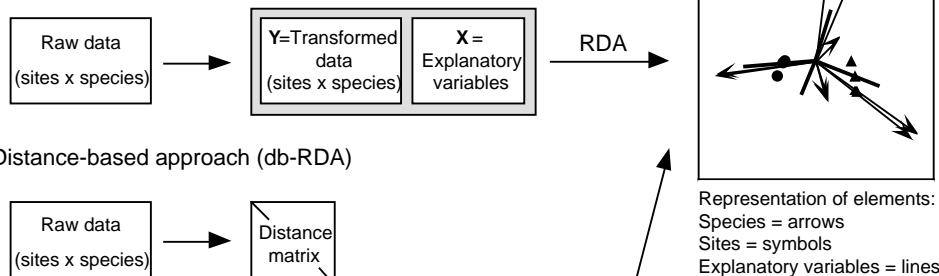 Raw data
(sites x species)
Y=Transformed
data
(sites x species)
X =
Explanatory
variables
RDA
Distance-based approach (db-RDA)
Raw data
(sites x species)
Distance
matrix
Representation of elements:
Species = arrows
Sites = symbols
Explanatory variables = lines